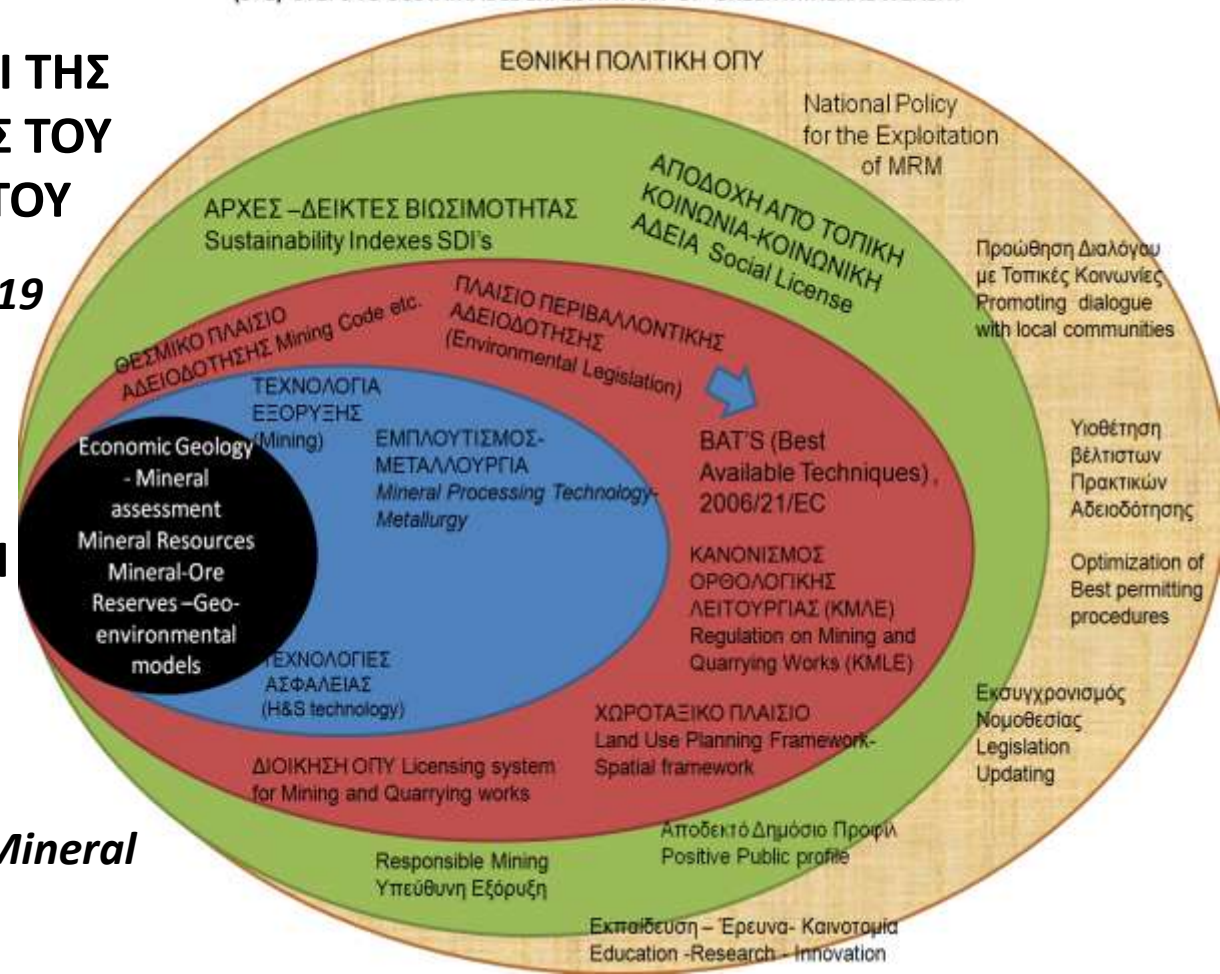 ΕΘΝΙΚΗ ΠΟΛΙΤΙΚΗ ΟΠΥ
National Policy
for the Exploitation
of MRM
Ι ΤΗΣ
Σ ΤΟΥ
ΤΟΥ
19
Mineral
ΑΡΧΕΣ –ΔΕΙΚΤΕΣ ΒΙΩΣΙΜΟΤΗΤΑΣ
Sustainability Indexes SDI's
ΑΠΟΔΟΧΗ ΑΠΌ ΤΟΠΙΚΗ
ΚΟΙΝΩΝΙΑ-ΚΟΙΝΩΝΙΚΗ
ΑΔΕΙΑ Social License
Προώθηση Διαλόγου
με Τοπικές Κοινωνίες
Promoting dialogue
with local communities
ΘΕΣΜΙΚΟ ΠΛΑΙΣΙΟ
ΑΔΕΙΟΔΟΤΗΣΗΣ Mining Code etc.
ΠΛΑΙΣΙΟ ΠΕΡΙΒΑΛΛΟΝΤΙΚΗΣ
ΑΔΕΙΟΔΟΤΗΣΗΣ
(Environmental Legislation)
ΤΕΧΝΟΛΟΓΙΑ
ΕΞΟΡΥΞΗΣ
(Mining)
ΕΜΠΛΟΥΤΙΣΜΟΣ-
ΜΕΤΑΛΛΟΥΡΓΙΑ
Mineral Processing Technology-
Metallurgy
Economic Geology
- Mineral
assessment
Mineral Resources
Mineral-Ore
Reserves –Geo-
environmental
models
ΤΕΧΝΟΛΟΓΙΕΣ
ΑΣΦΑΛΕΙΑΣ
(H&S technology)
BAT'S (Best
Available Techniques) ,
2006/21/EC
ΚΑΝΟΝΙΣΜΟΣ
ΟΡΘΟΛΟΓΙΚΗΣ
ΛΕΙΤΟΥΡΓΙΑΣ (ΚΜΛΕ)
Regulation on Mining and
Quarrying Works (KMLE)
ΧΩΡΟΤΑΞΙΚΟ ΠΛΑΙΣΙΟ
Land Use Planning Framework-
Spatial framework
ΔΙΟΙΚΗΣΗ ΟΠΥ Licensing system
for Mining and Quarrying works
Υιοθέτηση
βέλτιστων
Πρακτικών
Αδειοδότησης
Optimization of
Best permitting
procedures
Εκσυγχρονισμός
Νομοθεσίας
Legislation
Updating
Αποδεκτό Δημόσιο Προφίλ
Positive Public profile
Responsible Mining
Υπεύθυνη Εξόρυξη
Εκπαίδευση – Έρευνα- Καινοτομία
Education -Research - Innovation